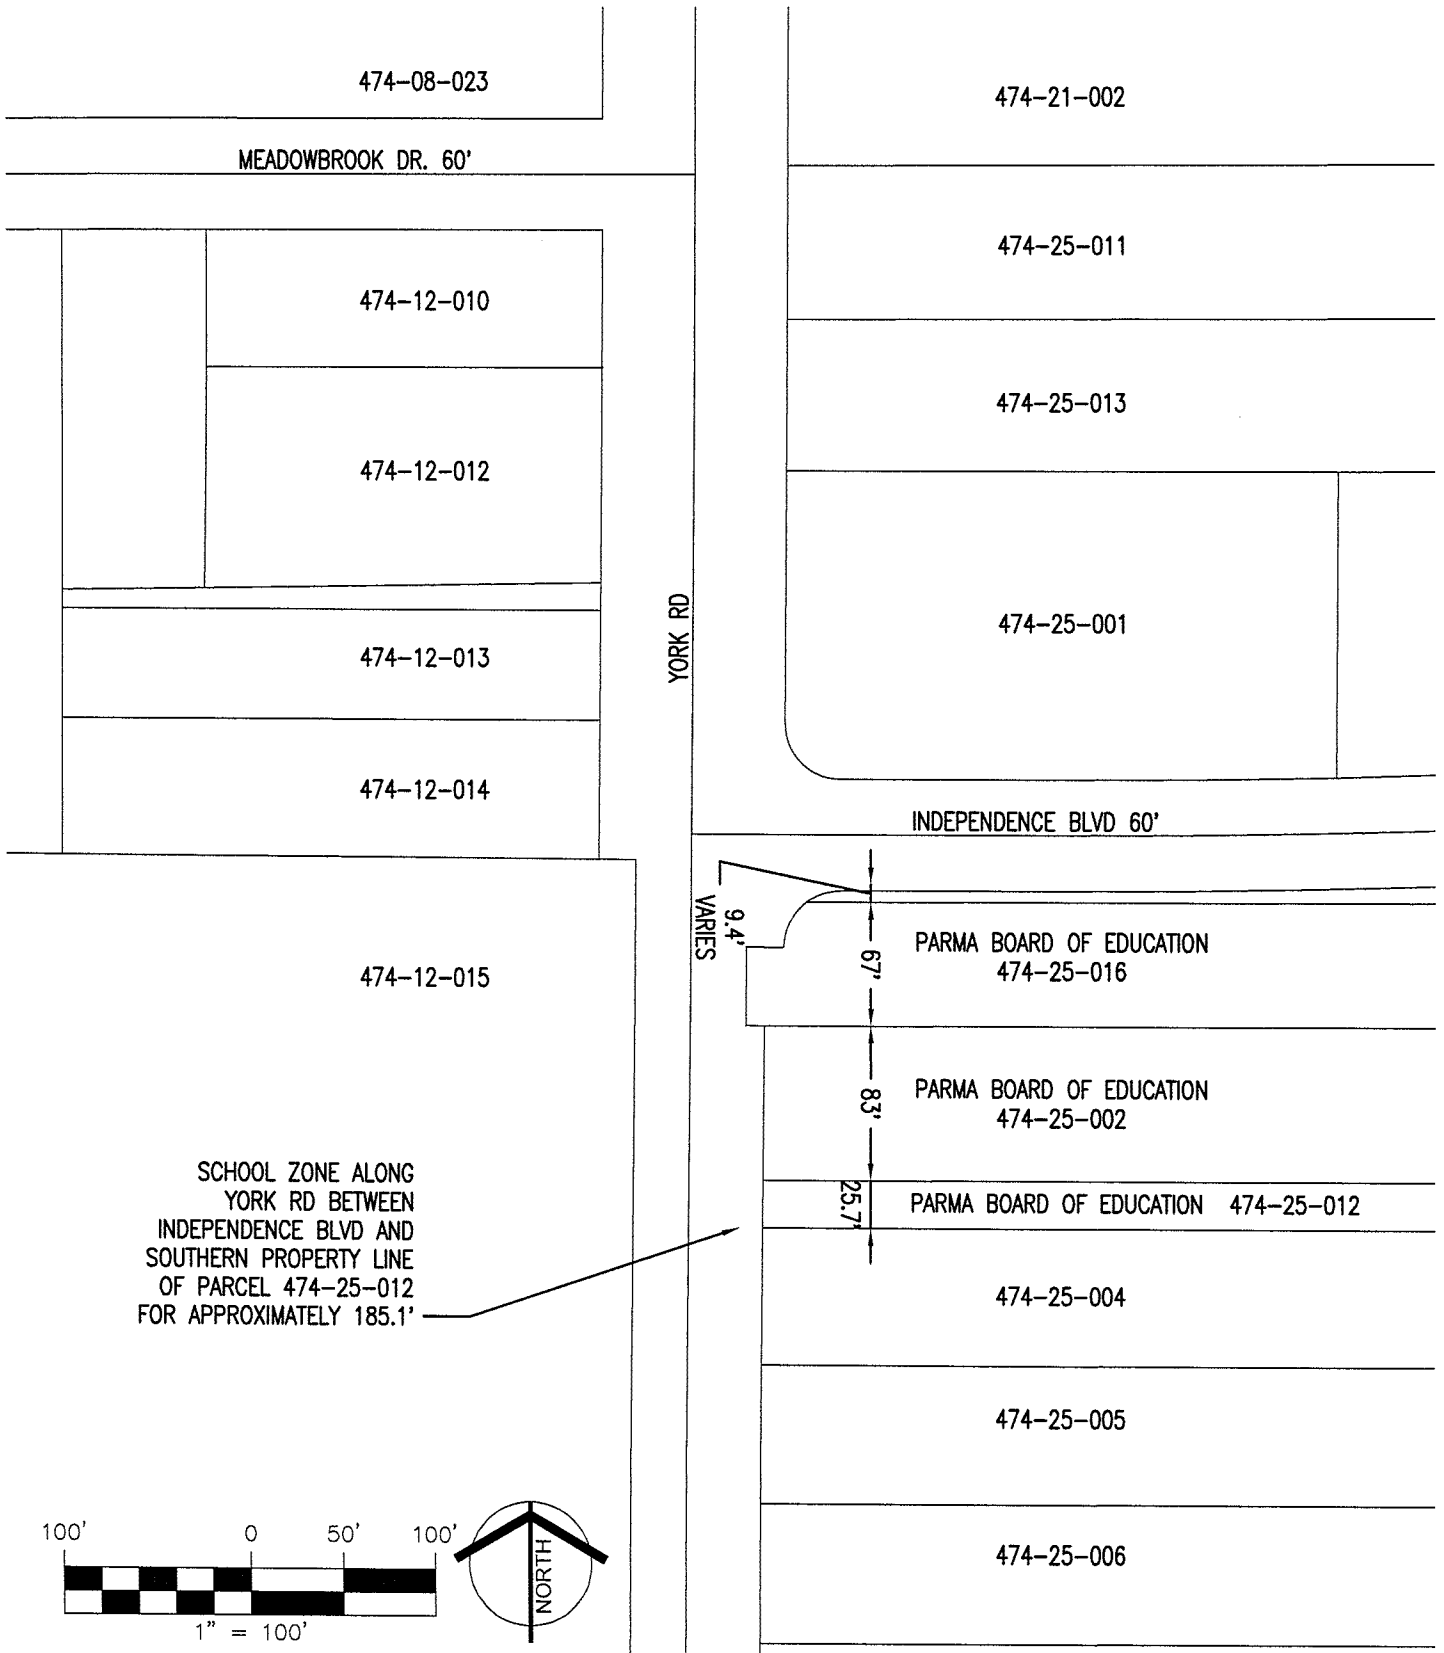 474-08-023
474-21-002
MEADOWBROOK DR. 60'
474-25-011
474-12-010
474-25-013
474-12-012
YORK RD
474-25-001
474-12-013
474-12-014
INDEPENDENCE BLVD 60'
9.4'
VARIES
67'
PARMA BOARD OF EDUCATION
474-25-016
474-12-015
83'
PARMA BOARD OF EDUCATION
474-25-002
25.7'
PARMA BOARD OF EDUCATION 474-25-012
SCHOOL ZONE ALONG
YORK RD BETWEEN
INDEPENDENCE BLVD AND
SOUTHERN PROPERTY LINE
OF PARCEL 474-25-012
FOR APPROXIMATELY 185.1'
474-25-004
474-25-005
474-25-006
100' 0 50' 100'
1" = 100'
NORTH